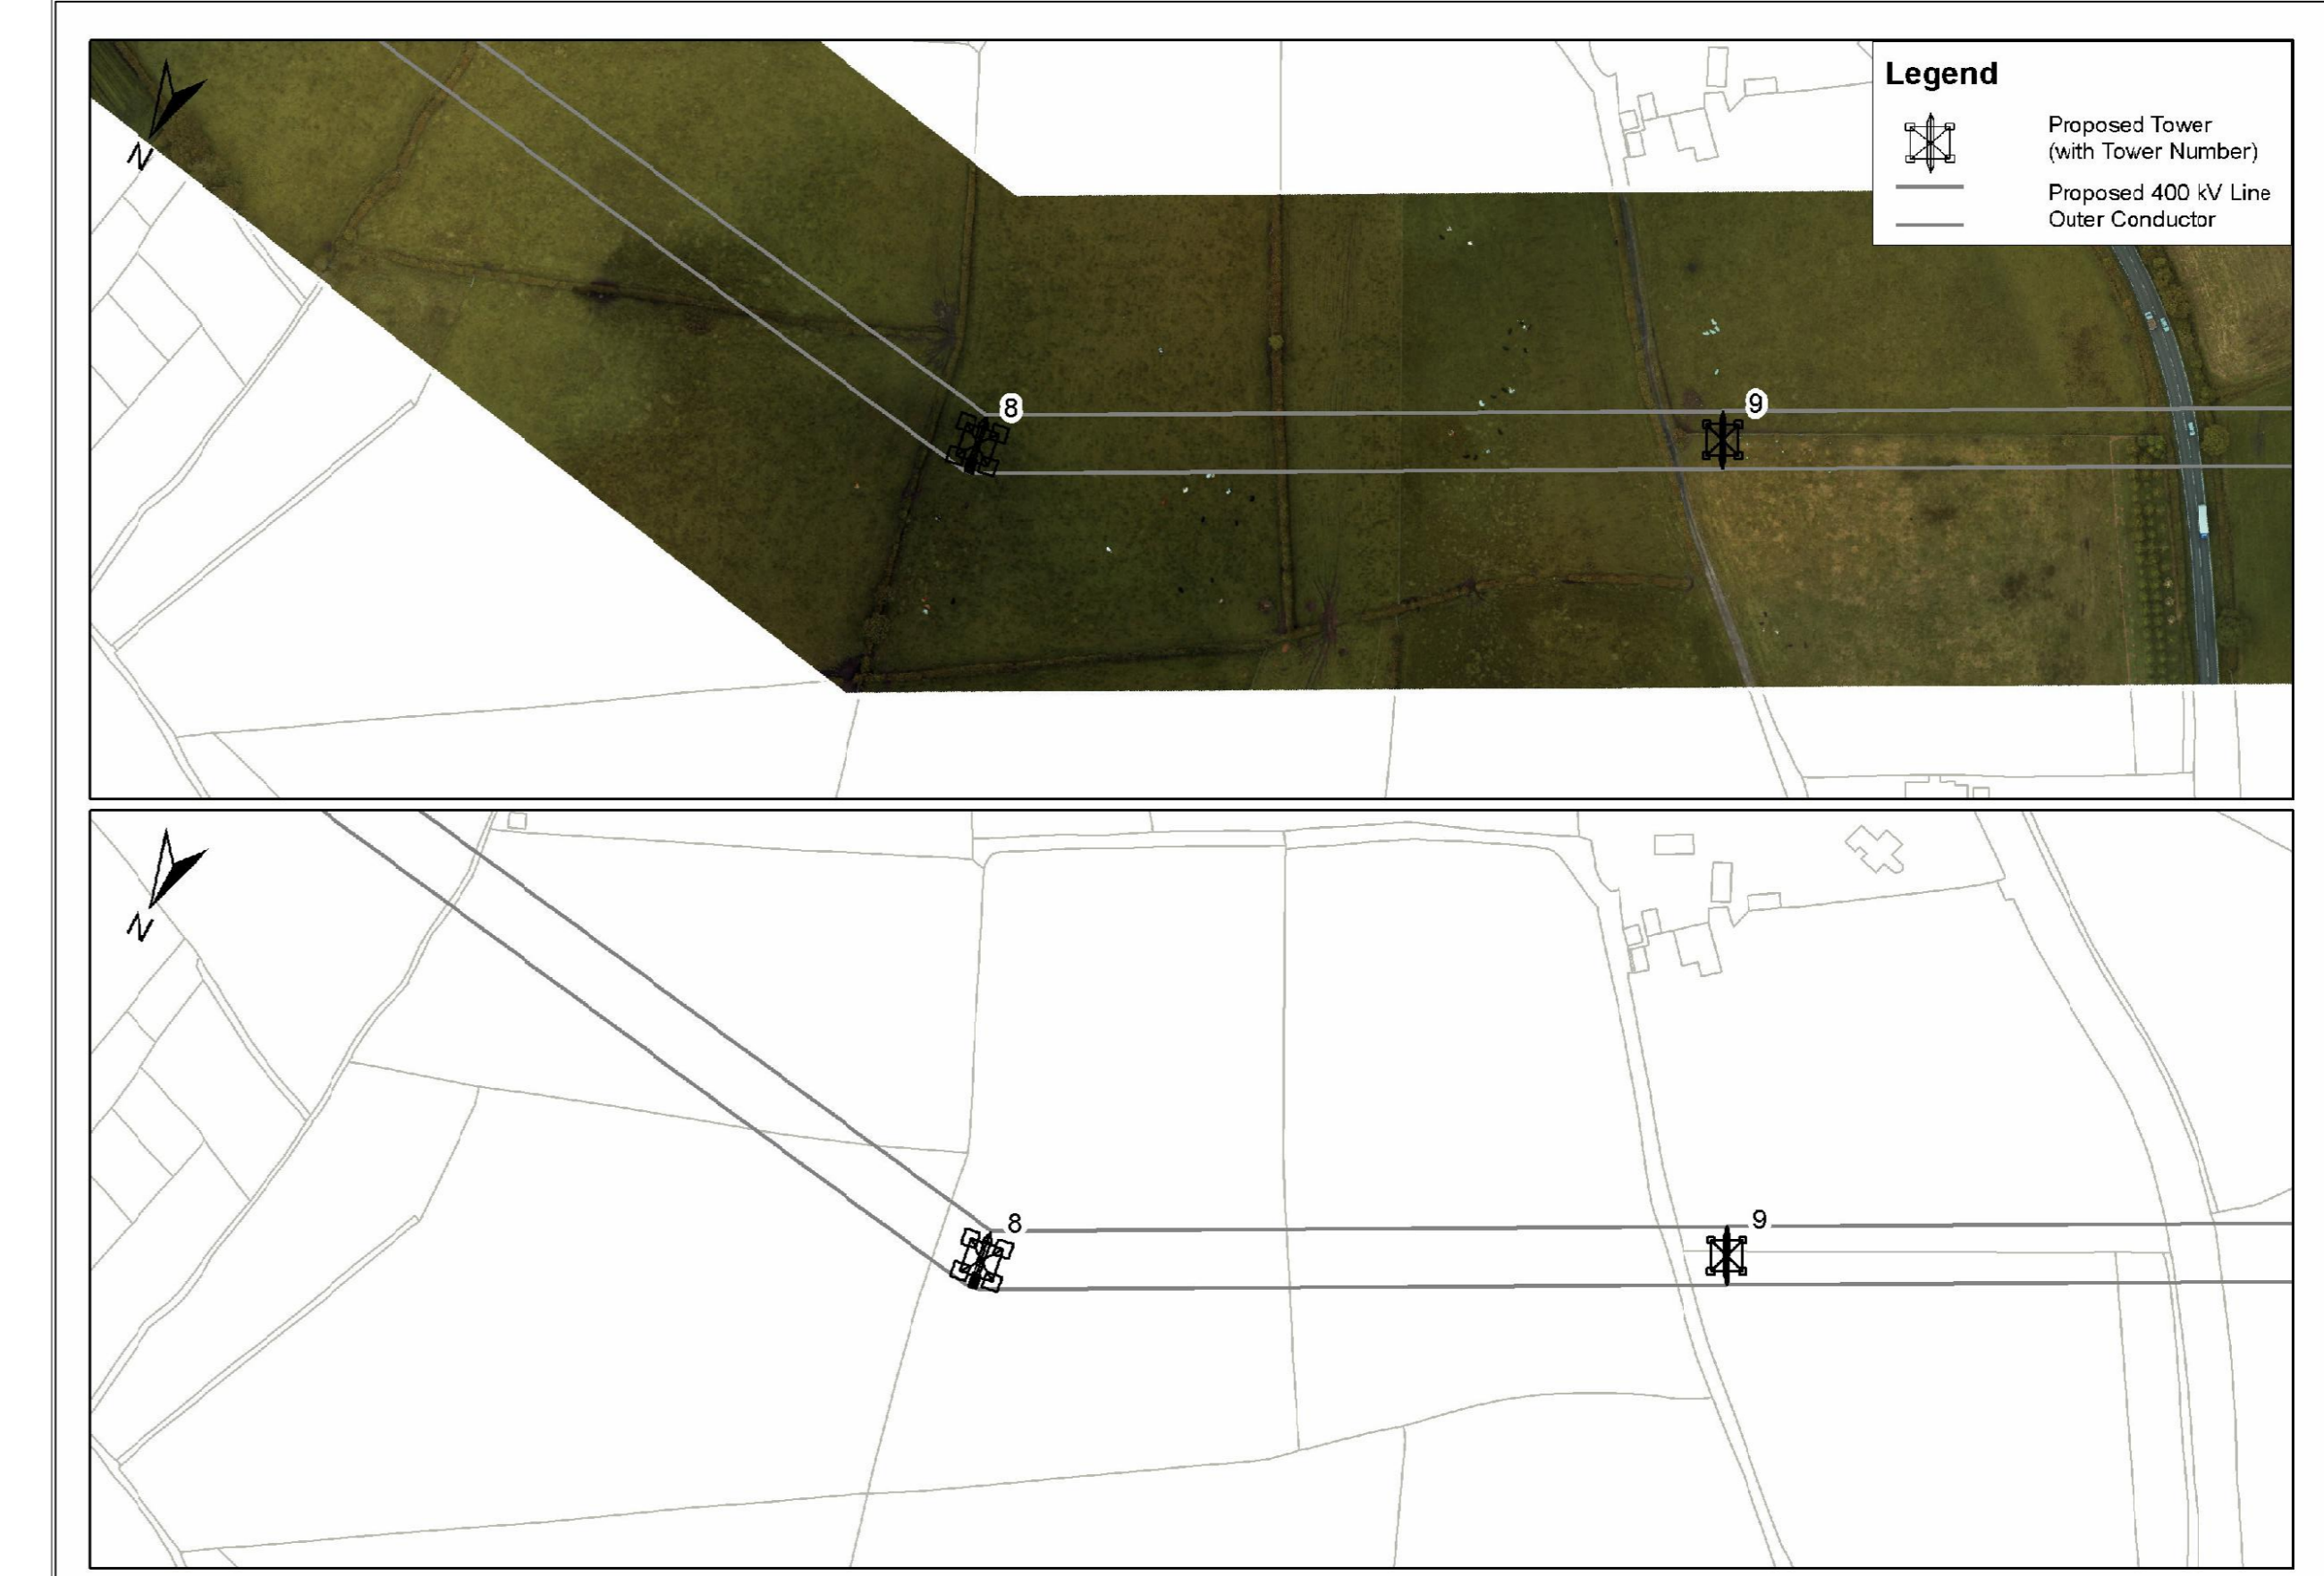 N
Legend
Proposed Tower
(with Tower Number)
Proposed 400 kV Line
Outer Conductor
8
9
N
8
9